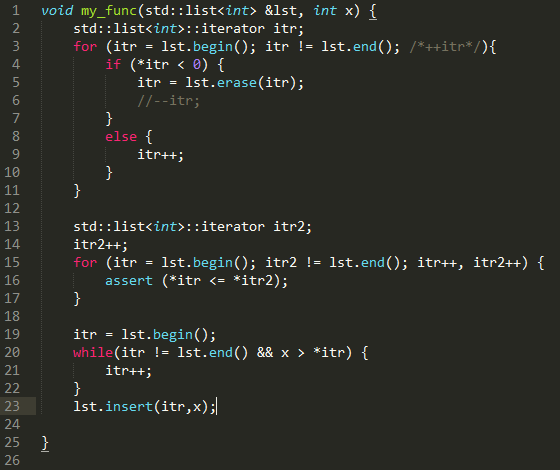 1 void my_func(std::list<int> &lst, int x) {
2     std::list<int>::iterator itr;
3     for (itr = lst.begin(); itr != lst.end(); /*++itr*/){
4         if (*itr < 0) {
5             itr = lst.erase(itr);
6             //--itr;
7         }
8         else {
9             itr++;
10         }
11     }
12
13     std::list<int>::iterator itr2;
14     itr2++;
15     for (itr = lst.begin(); itr2 != lst.end(); itr++, itr2++) {
16         assert (*itr <= *itr2);
17     }
18
19     itr = lst.begin();
20     while(itr != lst.end() && x > *itr) {
21         itr++;
22     }
23     lst.insert(itr,x);
24
25 }
26